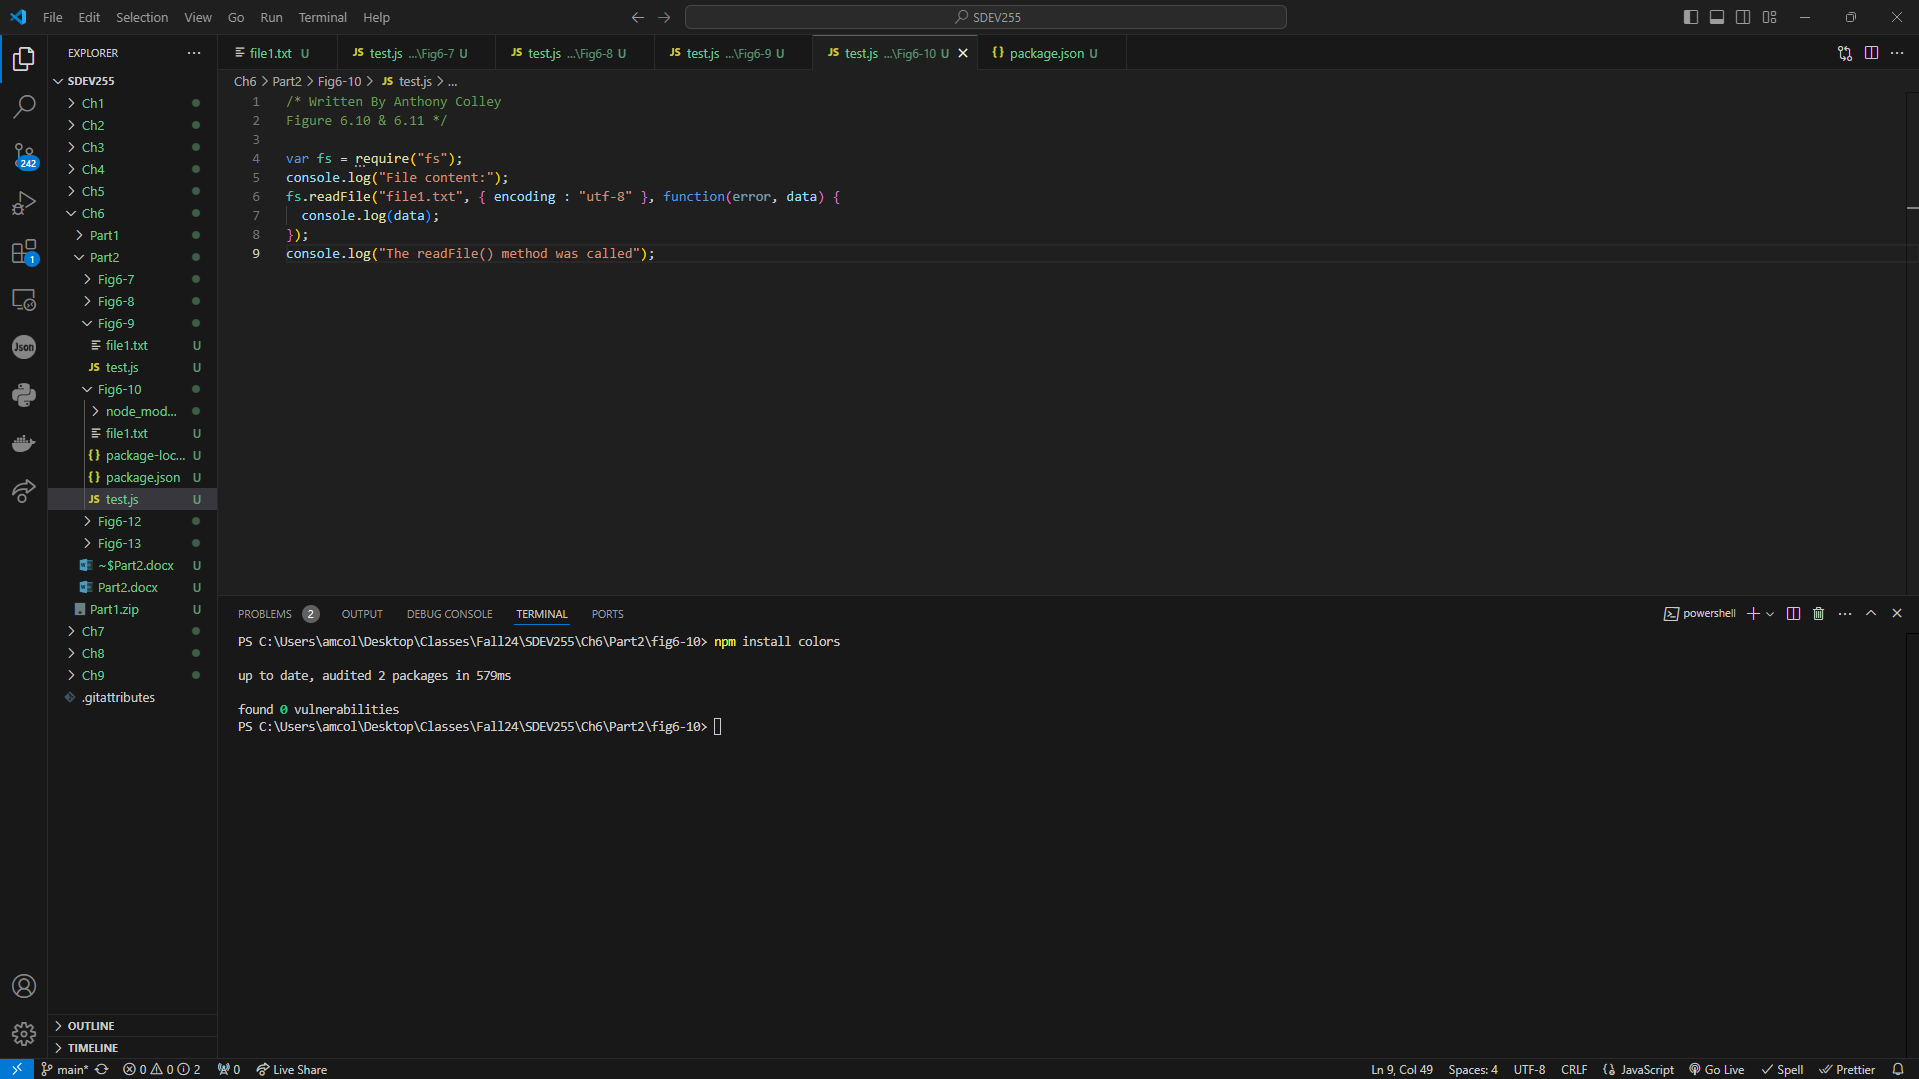 File Edit Selection View Go Run Terminal Help
SDEV255
EXPLORER
SDEV255
Ch1
Ch2
Ch3
Ch4
Ch5
Ch6
Part1
Part2
Fig6-7
Fig6-8
Fig6-9
file1.txt U
JS test.js U
Fig6-10
node_mod...
file1.txt U
{} package-loc... U
{} package.json U
JS test.js U
Fig6-12
Fig6-13
~$Part2.docx U
Part2.docx U
Part1.zip U
Ch7
Ch8
Ch9
.gitattributes
OUTLINE
TIMELINE
242
1
Json
file1.txt U
JS test.js ...\Fig6-7 U
JS test.js ...\Fig6-8 U
JS test.js ...\Fig6-9 U
JS test.js ...\Fig6-10 U
{} package.json U
Ch6 > Part2 > Fig6-10 > JS test.js > ...
1 /* Written By Anthony Colley
2 Figure 6.10 & 6.11 */
3
4 var fs = require("fs");
5 console.log("File content:");
6 fs.readFile("file1.txt", { encoding : "utf-8" }, function(error, data) {
7 console.log(data);
8 });
9 console.log("The readFile() method was called");
PROBLEMS 2 OUTPUT DEBUG CONSOLE TERMINAL PORTS
powershell
PS C:\Users\amcol\Desktop\Classes\Fall24\SDEV255\Ch6\Part2\fig6-10> npm install colors
up to date, audited 2 packages in 579ms
found 0 vulnerabilities
PS C:\Users\amcol\Desktop\Classes\Fall24\SDEV255\Ch6\Part2\fig6-10>
main* 0 0 2 0 Live Share
Ln 9, Col 49 Spaces: 4 UTF-8 CRLF {} JavaScript Go Live Spell Prettier